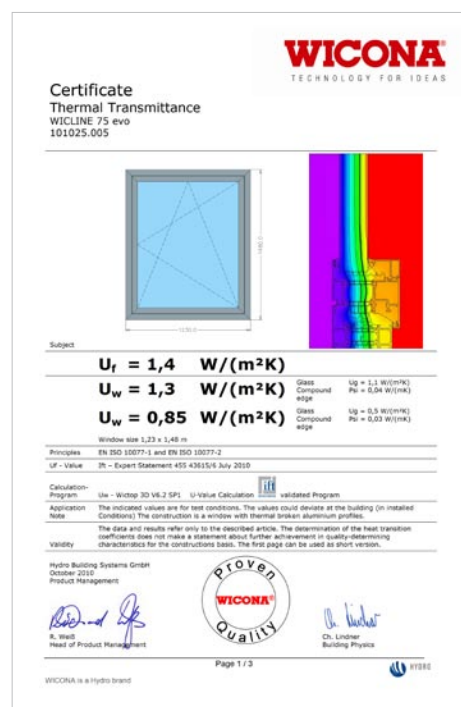 WICONA
TECHNOLOGY FOR IDEAS
Certificate
Thermal Transmittance
WICLINE 75 evo
101025.005
1480.0
1230.0
Subject
Uf = 1,4 W/(m²K)
Uw = 1,3 W/(m²K) Glass Compound edge Ug = 1,1 W/(m²K) Psi = 0,04 W/(mK)
Uw = 0,85 W/(m²K) Glass Compound edge Ug = 0,5 W/(m²K) Psi = 0,03 W/(mK)
Window size 1,23 x 1,48 m
Principles EN ISO 10077-1 and EN ISO 10077-2
Uf - Value Ift - Expert Statement 455 43615/6 July 2010
Calculation-
Program Uw - Wictop 3D V6.2 SP1 U-Value Calculation ift validated Program
Application The indicated values are for test conditions. The values could deviate at the building (in installed
Note Conditions) The construction is a window with thermal broken aluminium profiles.
The data and results refer only to the described article. The determination of the heat transition
coefficients does not make a statement about further achievement in quality-determining
Validity characteristics for the constructions basis. The first page can be used as short version.
Hydro Building Systems GmbH
October 2010
Product Management
Proven
WICONA
Quality
R. Weiß
Head of Product Management
Ch. Lindner
Building Physics
Page 1 / 3
HYDRO
WICONA is a Hydro brand